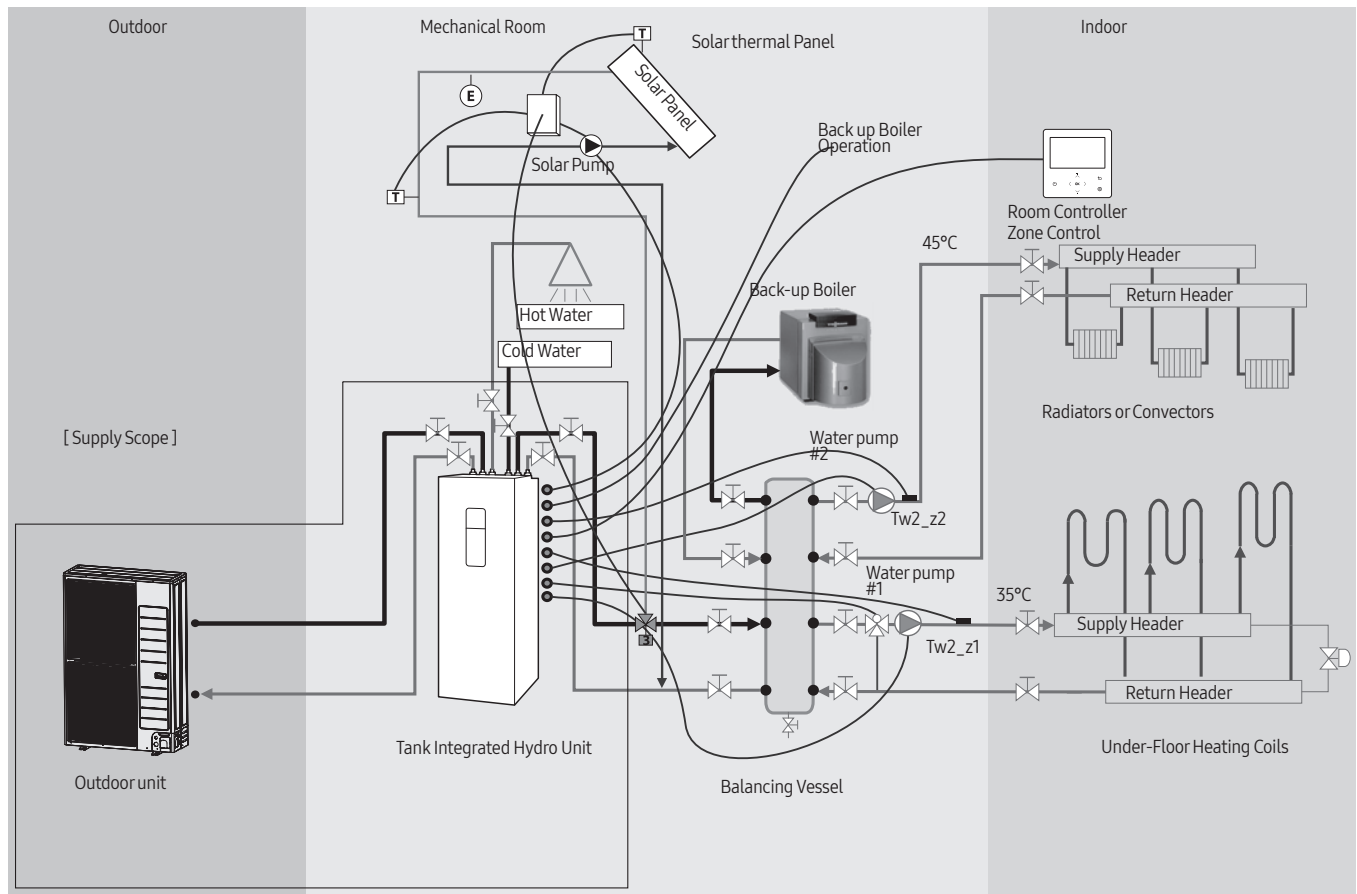 Outdoor
Mechanical Room
Indoor
T
Solar thermal Panel
Solar Panel
E
Back up Boiler
Operation
Solar Pump
T
Room Controller
Zone Control
45°C
Supply Header
Return Header
Back-up Boiler
Hot Water
Cold Water
Radiators or Convectors
[ Supply Scope ]
Water pump
#2
Tw2_z2
Water pump
#1
35°C
Supply Header
3
Tw2_z1
Return Header
Tank Integrated Hydro Unit
Under-Floor Heating Coils
Outdoor unit
Balancing Vessel